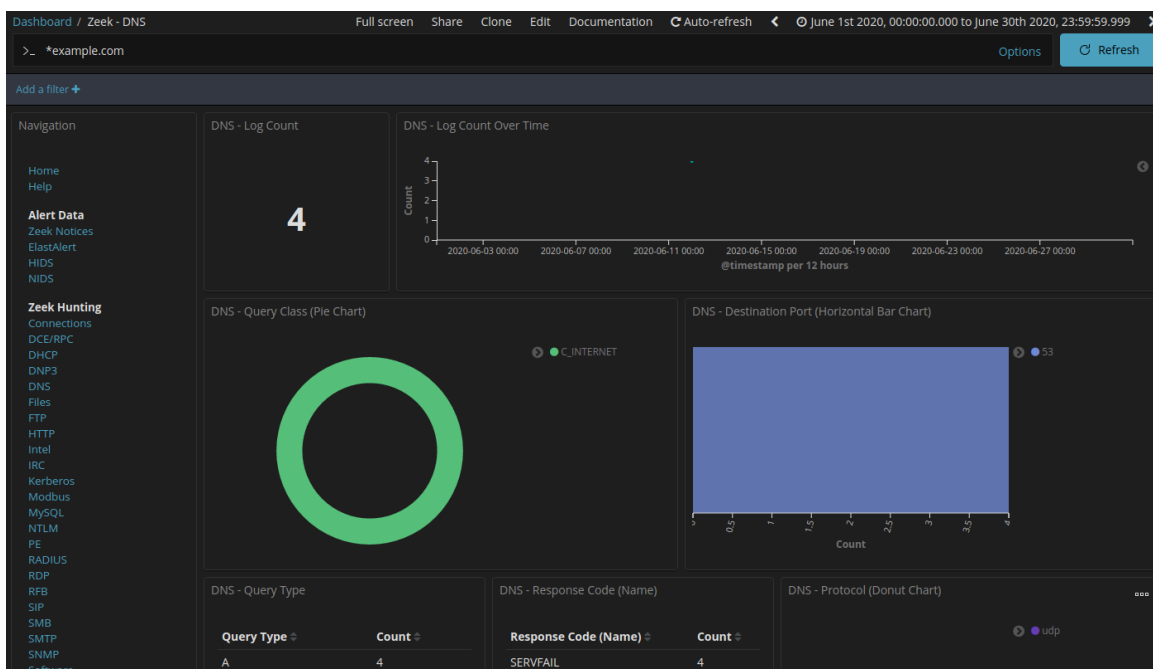 Dashboard / Zeek - DNS
Full screen Share Clone Edit Documentation Auto-refresh June 1st 2020, 00:00:00.000 to June 30th 2020, 23:59:59.999
>_ *example.com
Options
Refresh
Add a filter +
Navigation
Home
Help
Alert Data
Zeek Notices
ElastAlert
HIDS
NIDS
Zeek Hunting
Connections
DCE/RPC
DHCP
DNP3
DNS
Files
FTP
HTTP
Intel
IRC
Kerberos
Modbus
MySQL
NTLM
PE
RADIUS
RDP
RFB
SIP
SMB
SMTP
SNMP
Software
DNS - Log Count
4
DNS - Log Count Over Time
Count
4
3
2
1
0
2020-06-03 00:00 2020-06-07 00:00 2020-06-11 00:00 2020-06-15 00:00 2020-06-19 00:00 2020-06-23 00:00 2020-06-27 00:00
@timestamp per 12 hours
DNS - Query Class (Pie Chart)
C_INTERNET
DNS - Destination Port (Horizontal Bar Chart)
53
0 0.5 1 1.5 2 2.5 3 3.5 4
Count
DNS - Query Type
Query Type Count
A 4
DNS - Response Code (Name)
Response Code (Name) Count
SERVFAIL 4
DNS - Protocol (Donut Chart)
udp